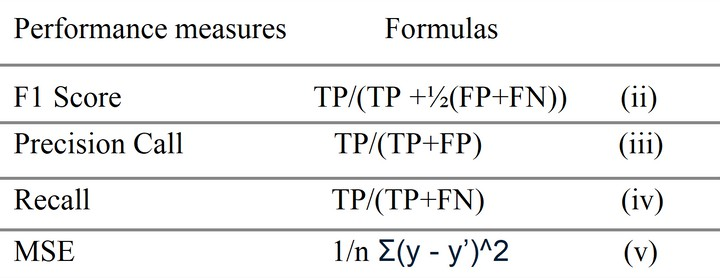 Performance measures Formulas
F1 Score TP/(TP +½(FP+FN)) (ii)
Precision Call TP/(TP+FP) (iii)
Recall TP/(TP+FN) (iv)
MSE 1/n Σ(y - y’)^2 (v)